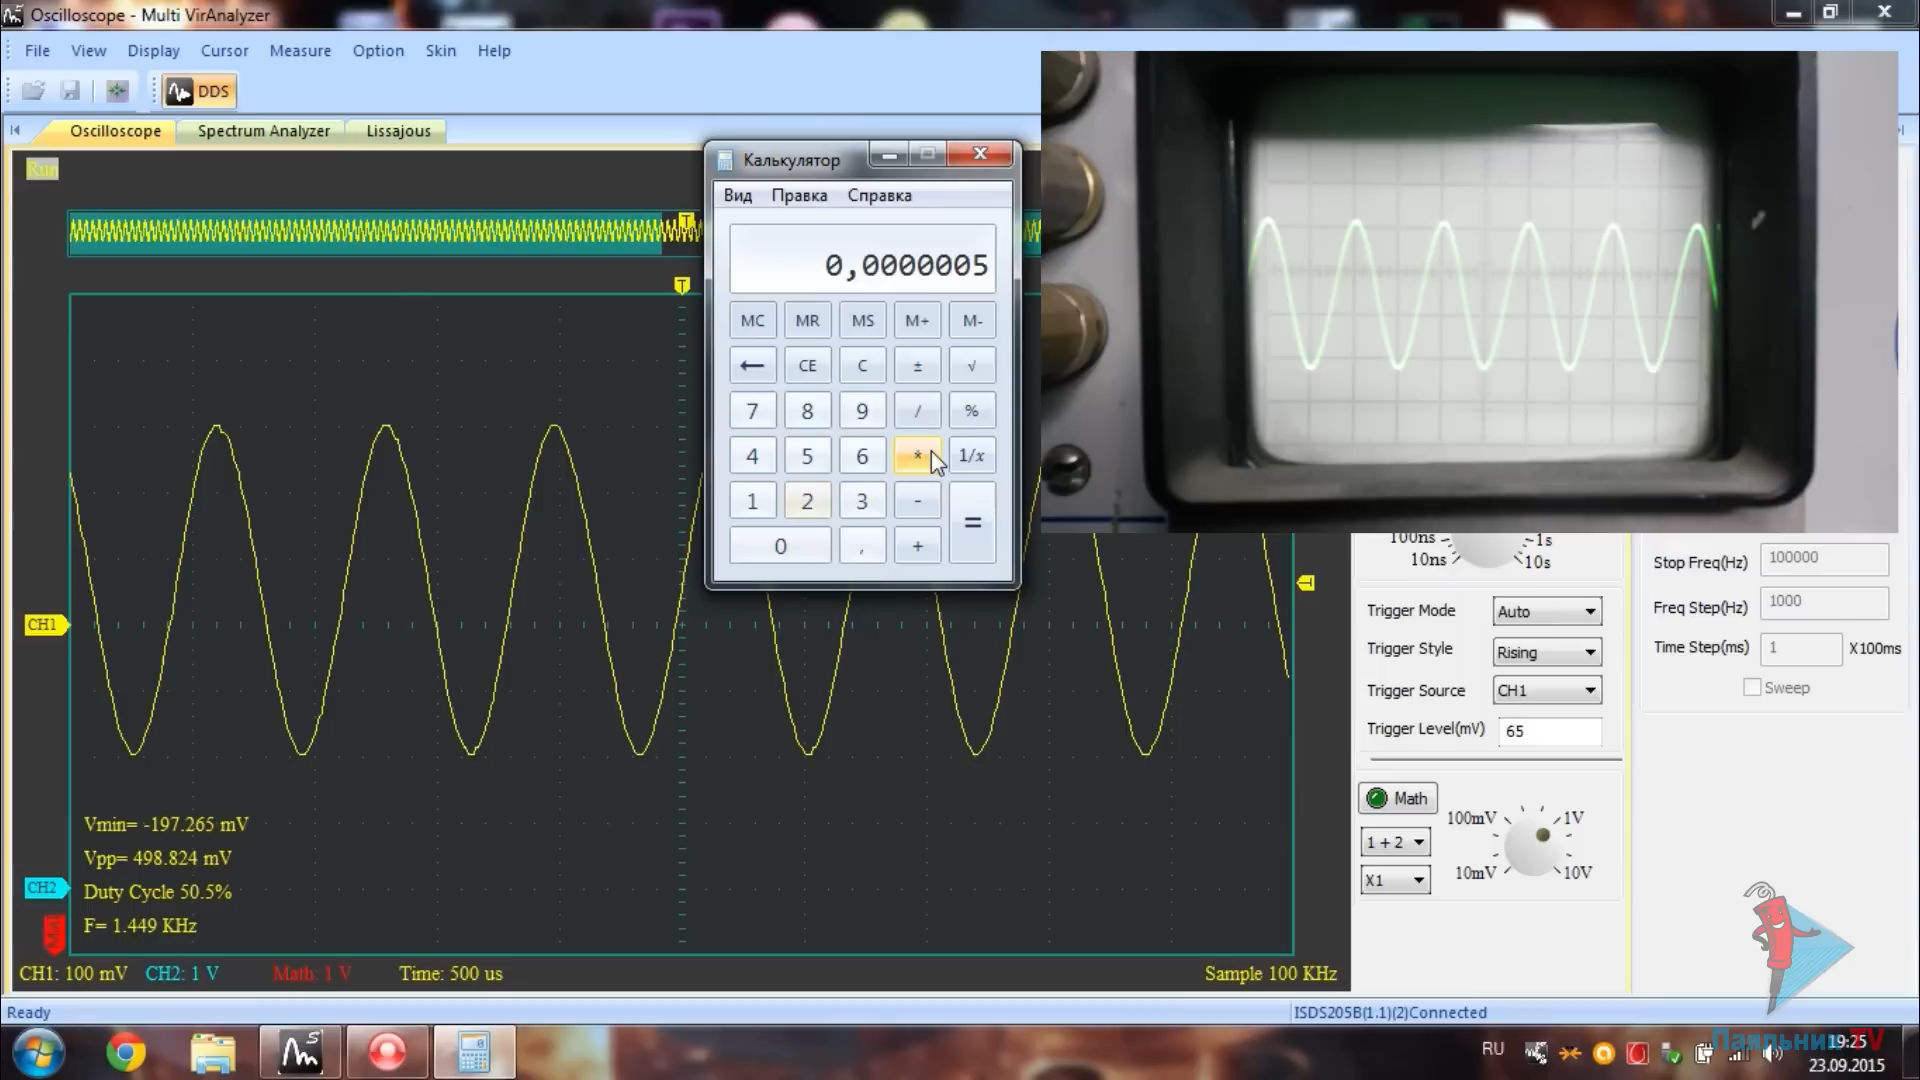 Oscilloscope - Multi VirAnalyzer
File View Display Cursor Measure Option Skin Help
DDS
Oscilloscope Spectrum Analyzer Lissajous
Run
T
T
Калькулятор
Вид Правка Справка
0,0000005
MC MR MS M+ M-
← CE C ± √
7 8 9 / %
4 5 6 * 1/x
1 2 3 - =
0 , +
CH1
Vmin= -197.265 mV
Vpp= 498.824 mV
CH2
Duty Cycle 50.5%
F= 1.449 KHz
CH1: 100 mV CH2: 1 V Math: 1 V Time: 500 us Sample 100 KHz
100ns 1s
10ns 10s
Trigger Mode Auto
Trigger Style Rising
Trigger Source CH1
Trigger Level(mV) 65
Math
1 + 2
X1
100mV 1V
10mV 10V
Stop Freq(Hz) 100000
Freq Step(Hz) 1000
Time Step(ms) 1 X100ms
Sweep
Ready ISDS205B(1.1)(2)Connected
Паяльник TV
RU 19:25
23.09.2015